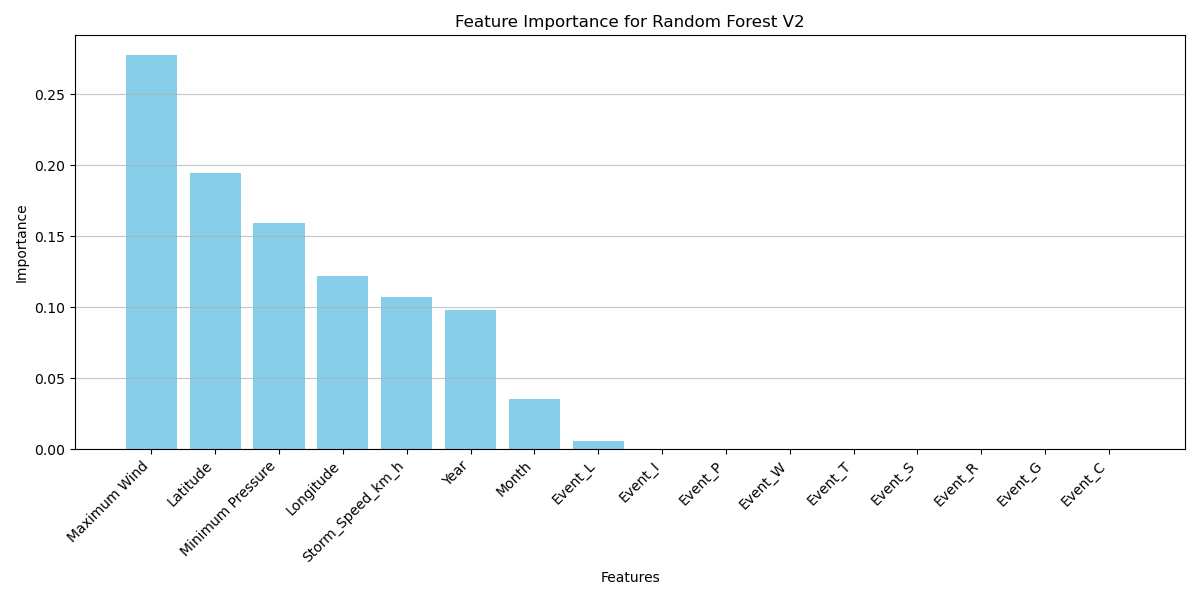 Feature Importance for Random Forest V2
Importance
0.25
0.20
0.15
0.10
0.05
0.00
Maximum Wind
Latitude
Minimum Pressure
Longitude
Storm_Speed_km_h
Year
Month
Event_L
Event_I
Event_P
Event_W
Event_T
Event_S
Event_R
Event_G
Event_C
Features